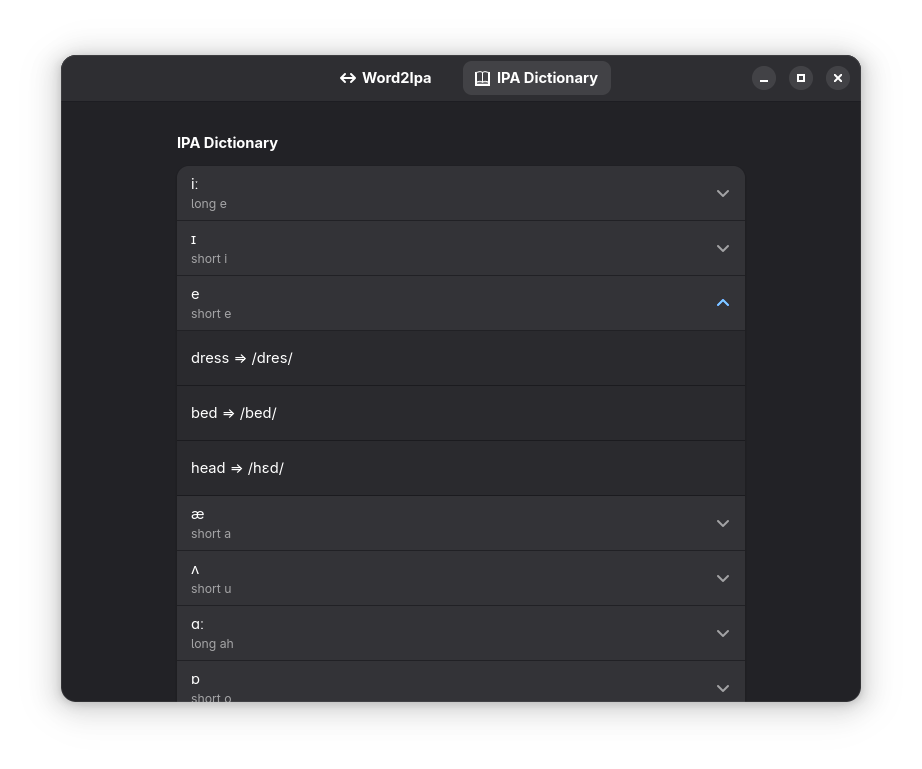 Word2Ipa
IPA Dictionary
IPA Dictionary
iː
long e
ɪ
short i
e
short e
dress ⇒ /dres/
bed ⇒ /bed/
head ⇒ /hɛd/
æ
short a
ʌ
short u
ɑː
long ah
ɒ
short o